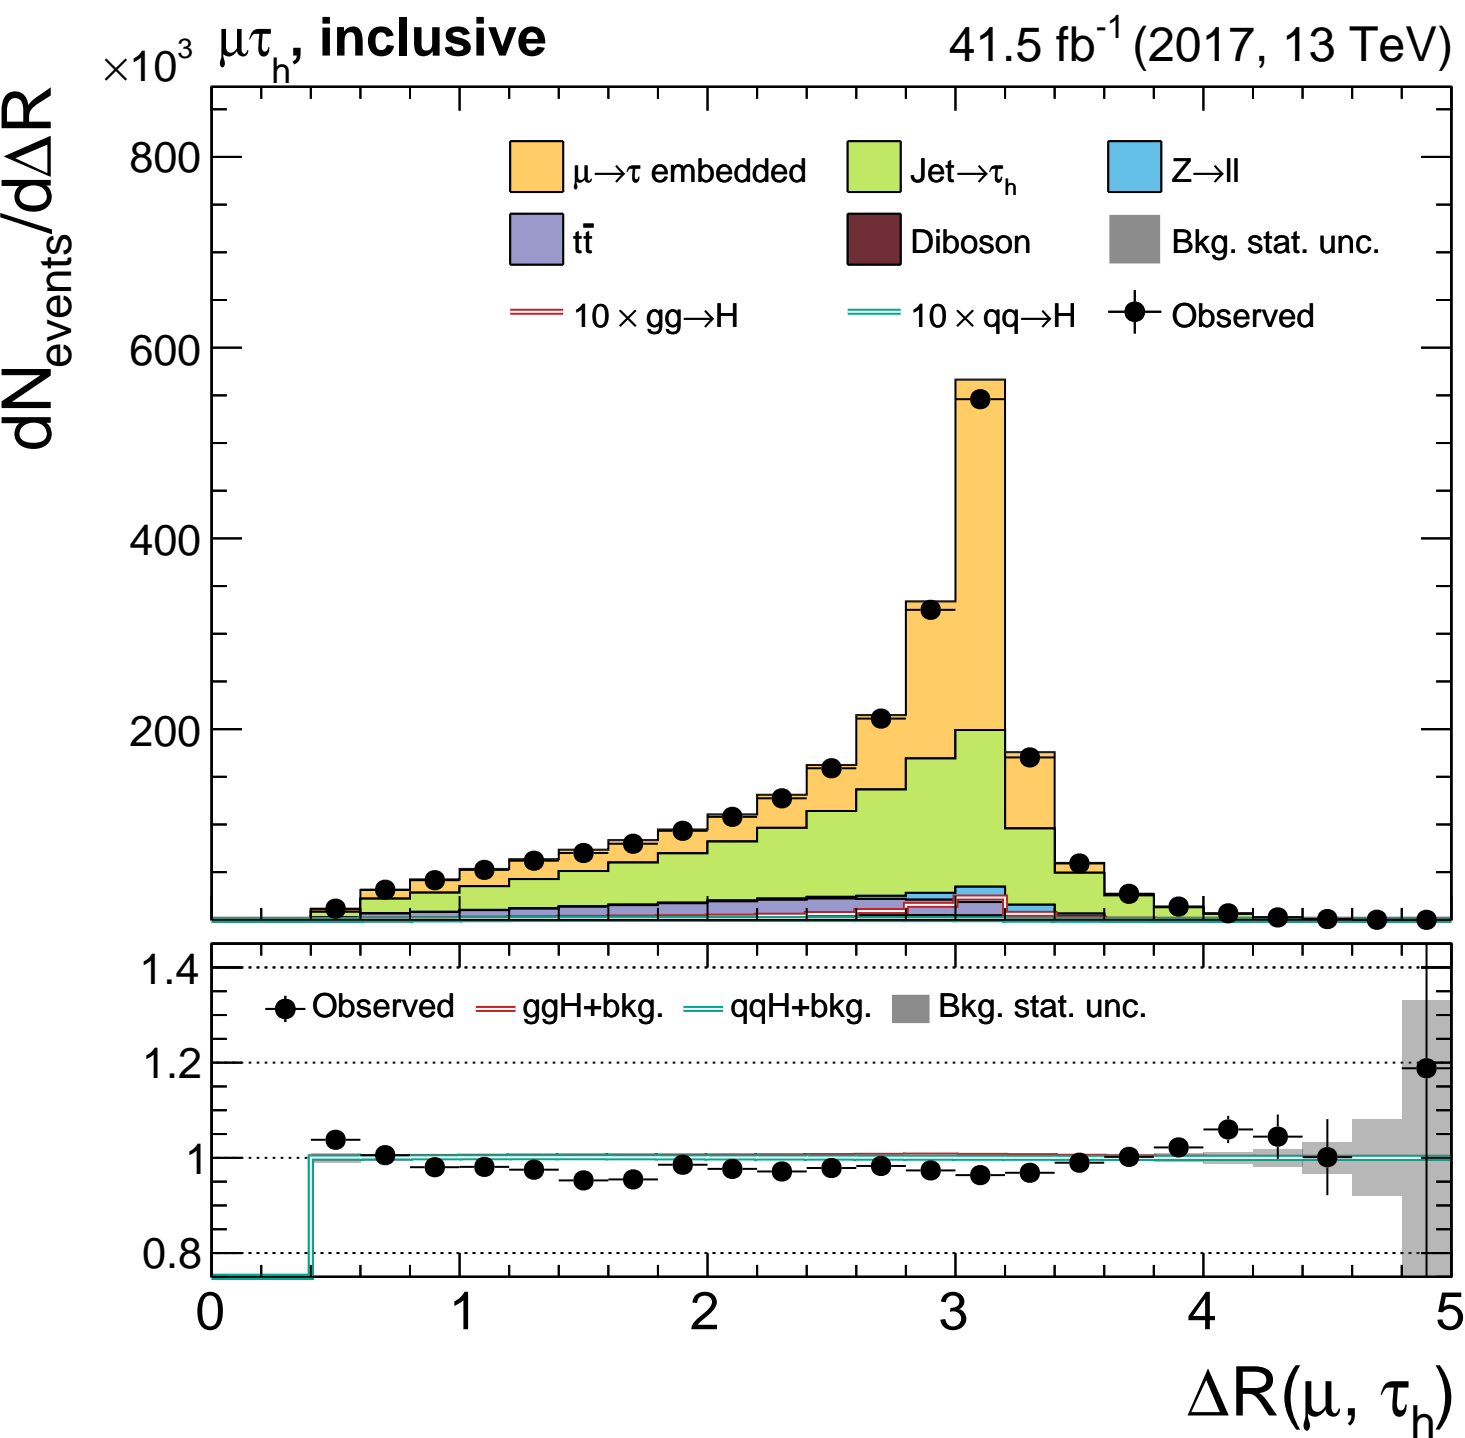 μτh, inclusive 41.5 fb-1 (2017, 13 TeV)
×10³
dNevents/dΔR
800
μ→τ embedded Jet→τh Z→ll
tt̄ Diboson Bkg. stat. unc.
10 × gg→H 10 × qq→H Observed
600
400
200
1.4
Observed ggH+bkg. qqH+bkg. Bkg. stat. unc.
1.2
1
0.8
0 1 2 3 4 5
ΔR(μ, τh)